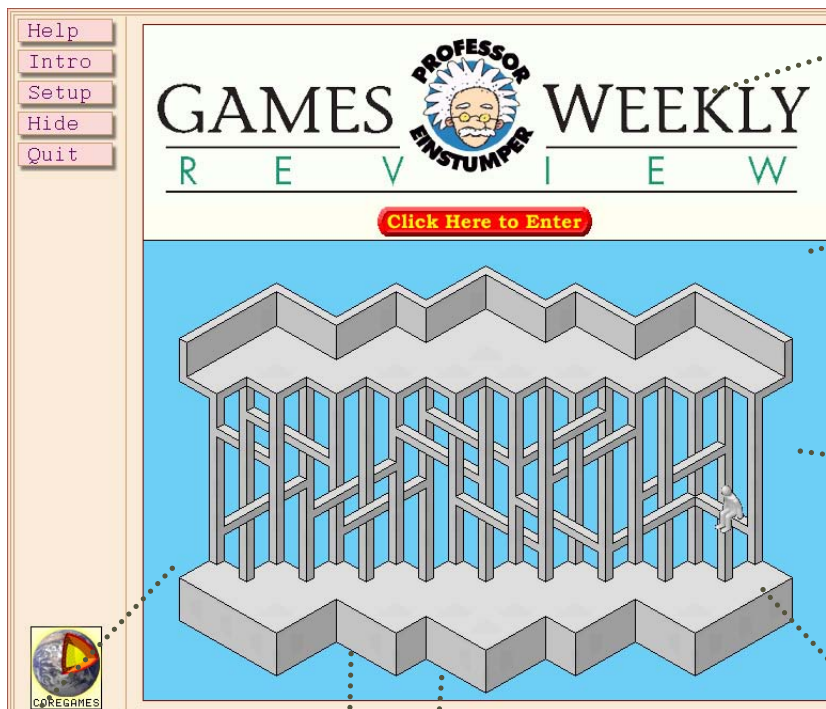 Help
Intro
Setup
Hide
Quit
PROFESSOR
GAMES WEEKLY
EINSTUMPER
R E V I E W
Click Here to Enter
COREGAMES